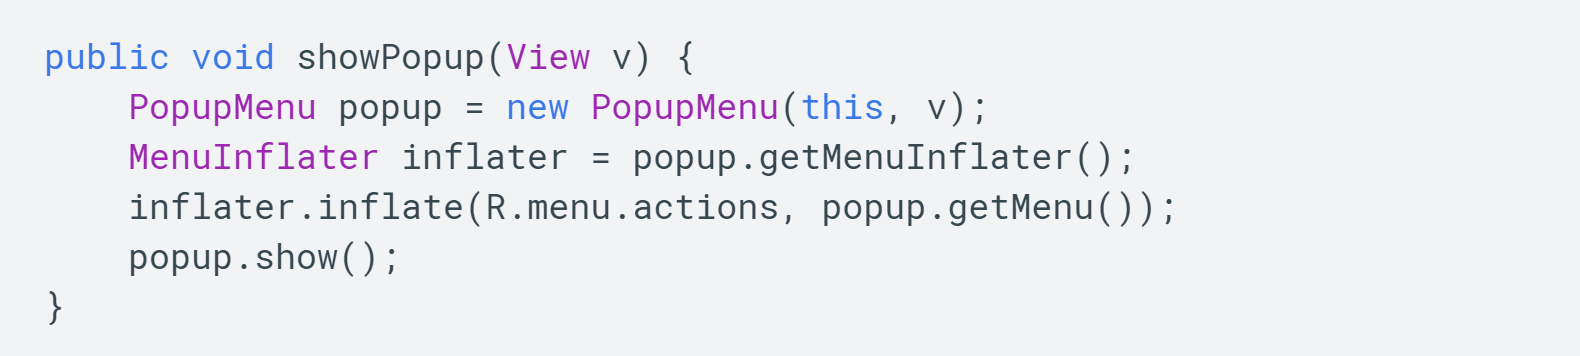 public void showPopup(View v) {
    PopupMenu popup = new PopupMenu(this, v);
    MenuInflater inflater = popup.getMenuInflater();
    inflater.inflate(R.menu.actions, popup.getMenu());
    popup.show();
}